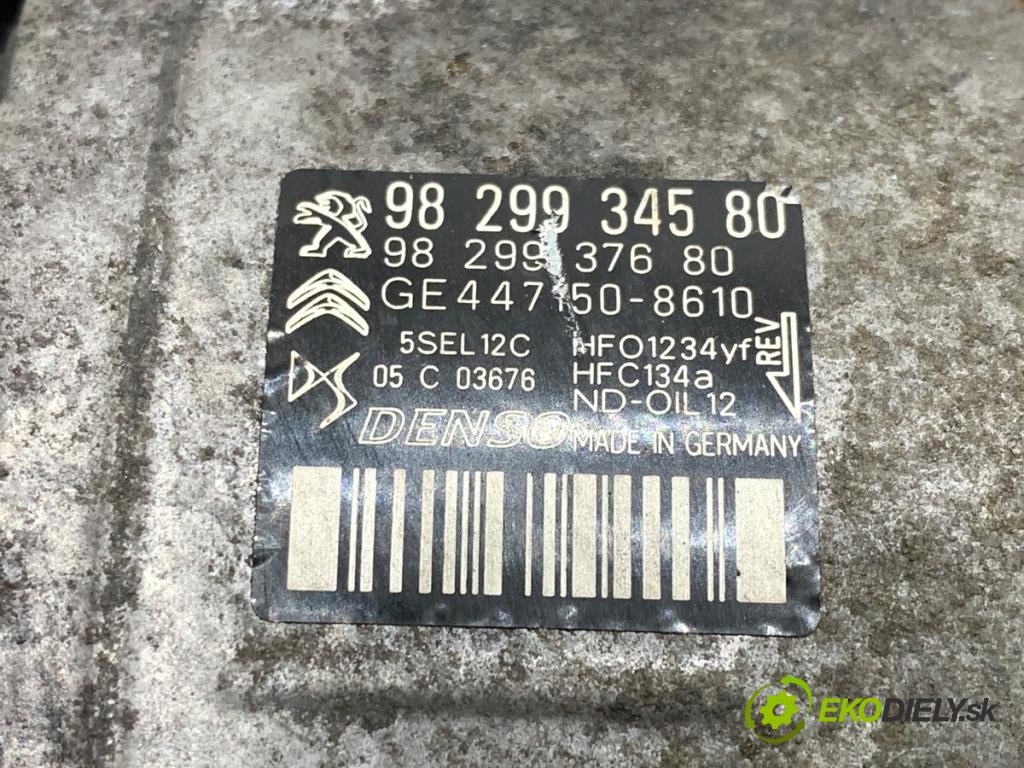 98 299 345 80
98 299 376 80
GE447150-8610
5SEL12C HFO1234yf
05 C 03676 HFC134a
ND-OIL12
REV
DENSO MADE IN GERMANY
EKODIELY.sk